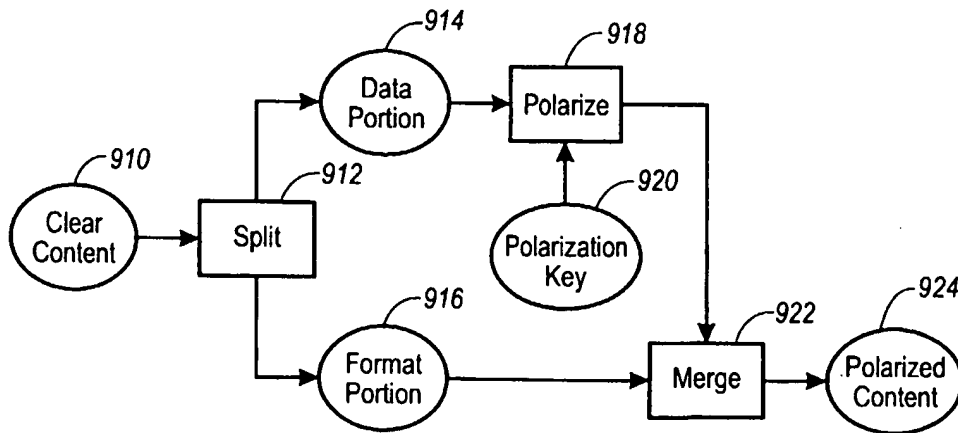 914
918
Data
Portion
Polarize
910
912
920
Clear
Content
Split
Polarization
Key
916
922
924
Format
Portion
Merge
Polarized
Content